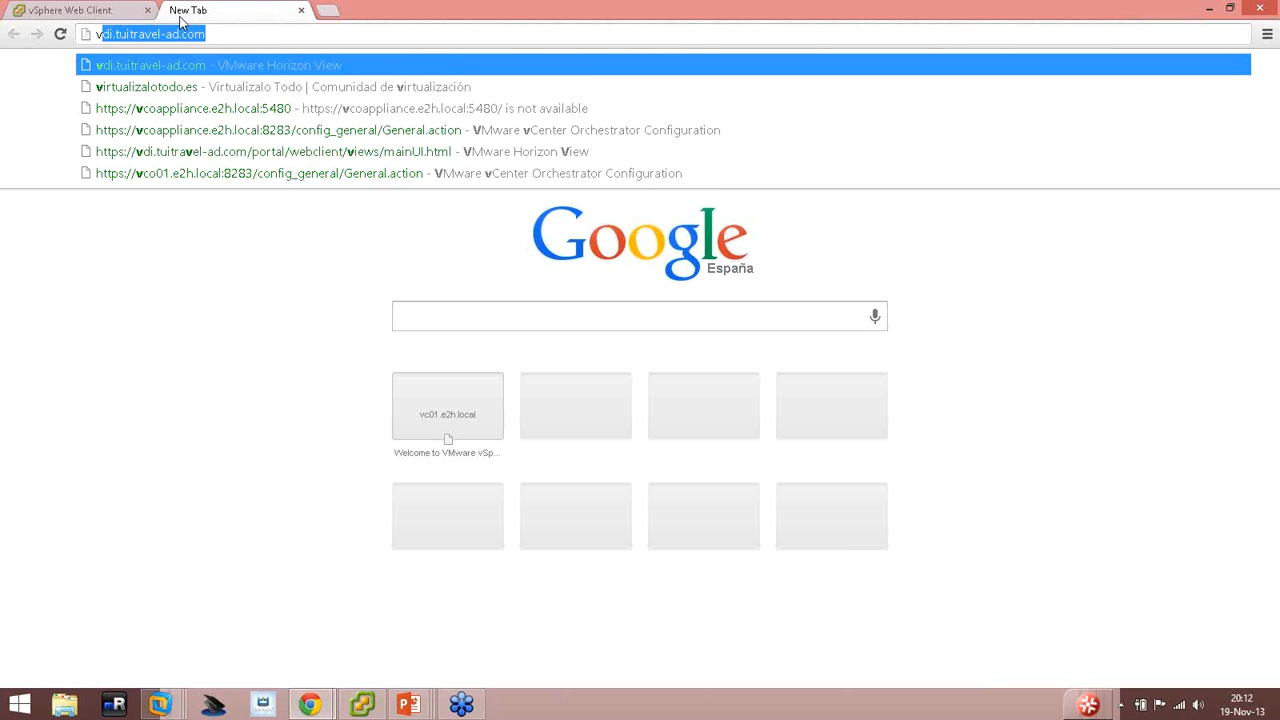 vSphere Web Client
New Tab
vdi.tuitravel-ad.com
vdi.tuitravel-ad.com - VMware Horizon View
virtualizalotodo.es - Virtualizalo Todo | Comunidad de virtualización
https://vcoappliance.e2h.local:5480 - https://vcoappliance.e2h.local:5480/ is not available
https://vcoappliance.e2h.local:8283/config_general/General.action - VMware vCenter Orchestrator Configuration
https://vdi.tuitravel-ad.com/portal/webclient/views/mainUI.html - VMware Horizon View
https://vco01.e2h.local:8283/config_general/General.action - VMware vCenter Orchestrator Configuration
Google
España
vc01.e2h.local
Welcome to VMware vSp...
mR
P
20:12
19-Nov-13